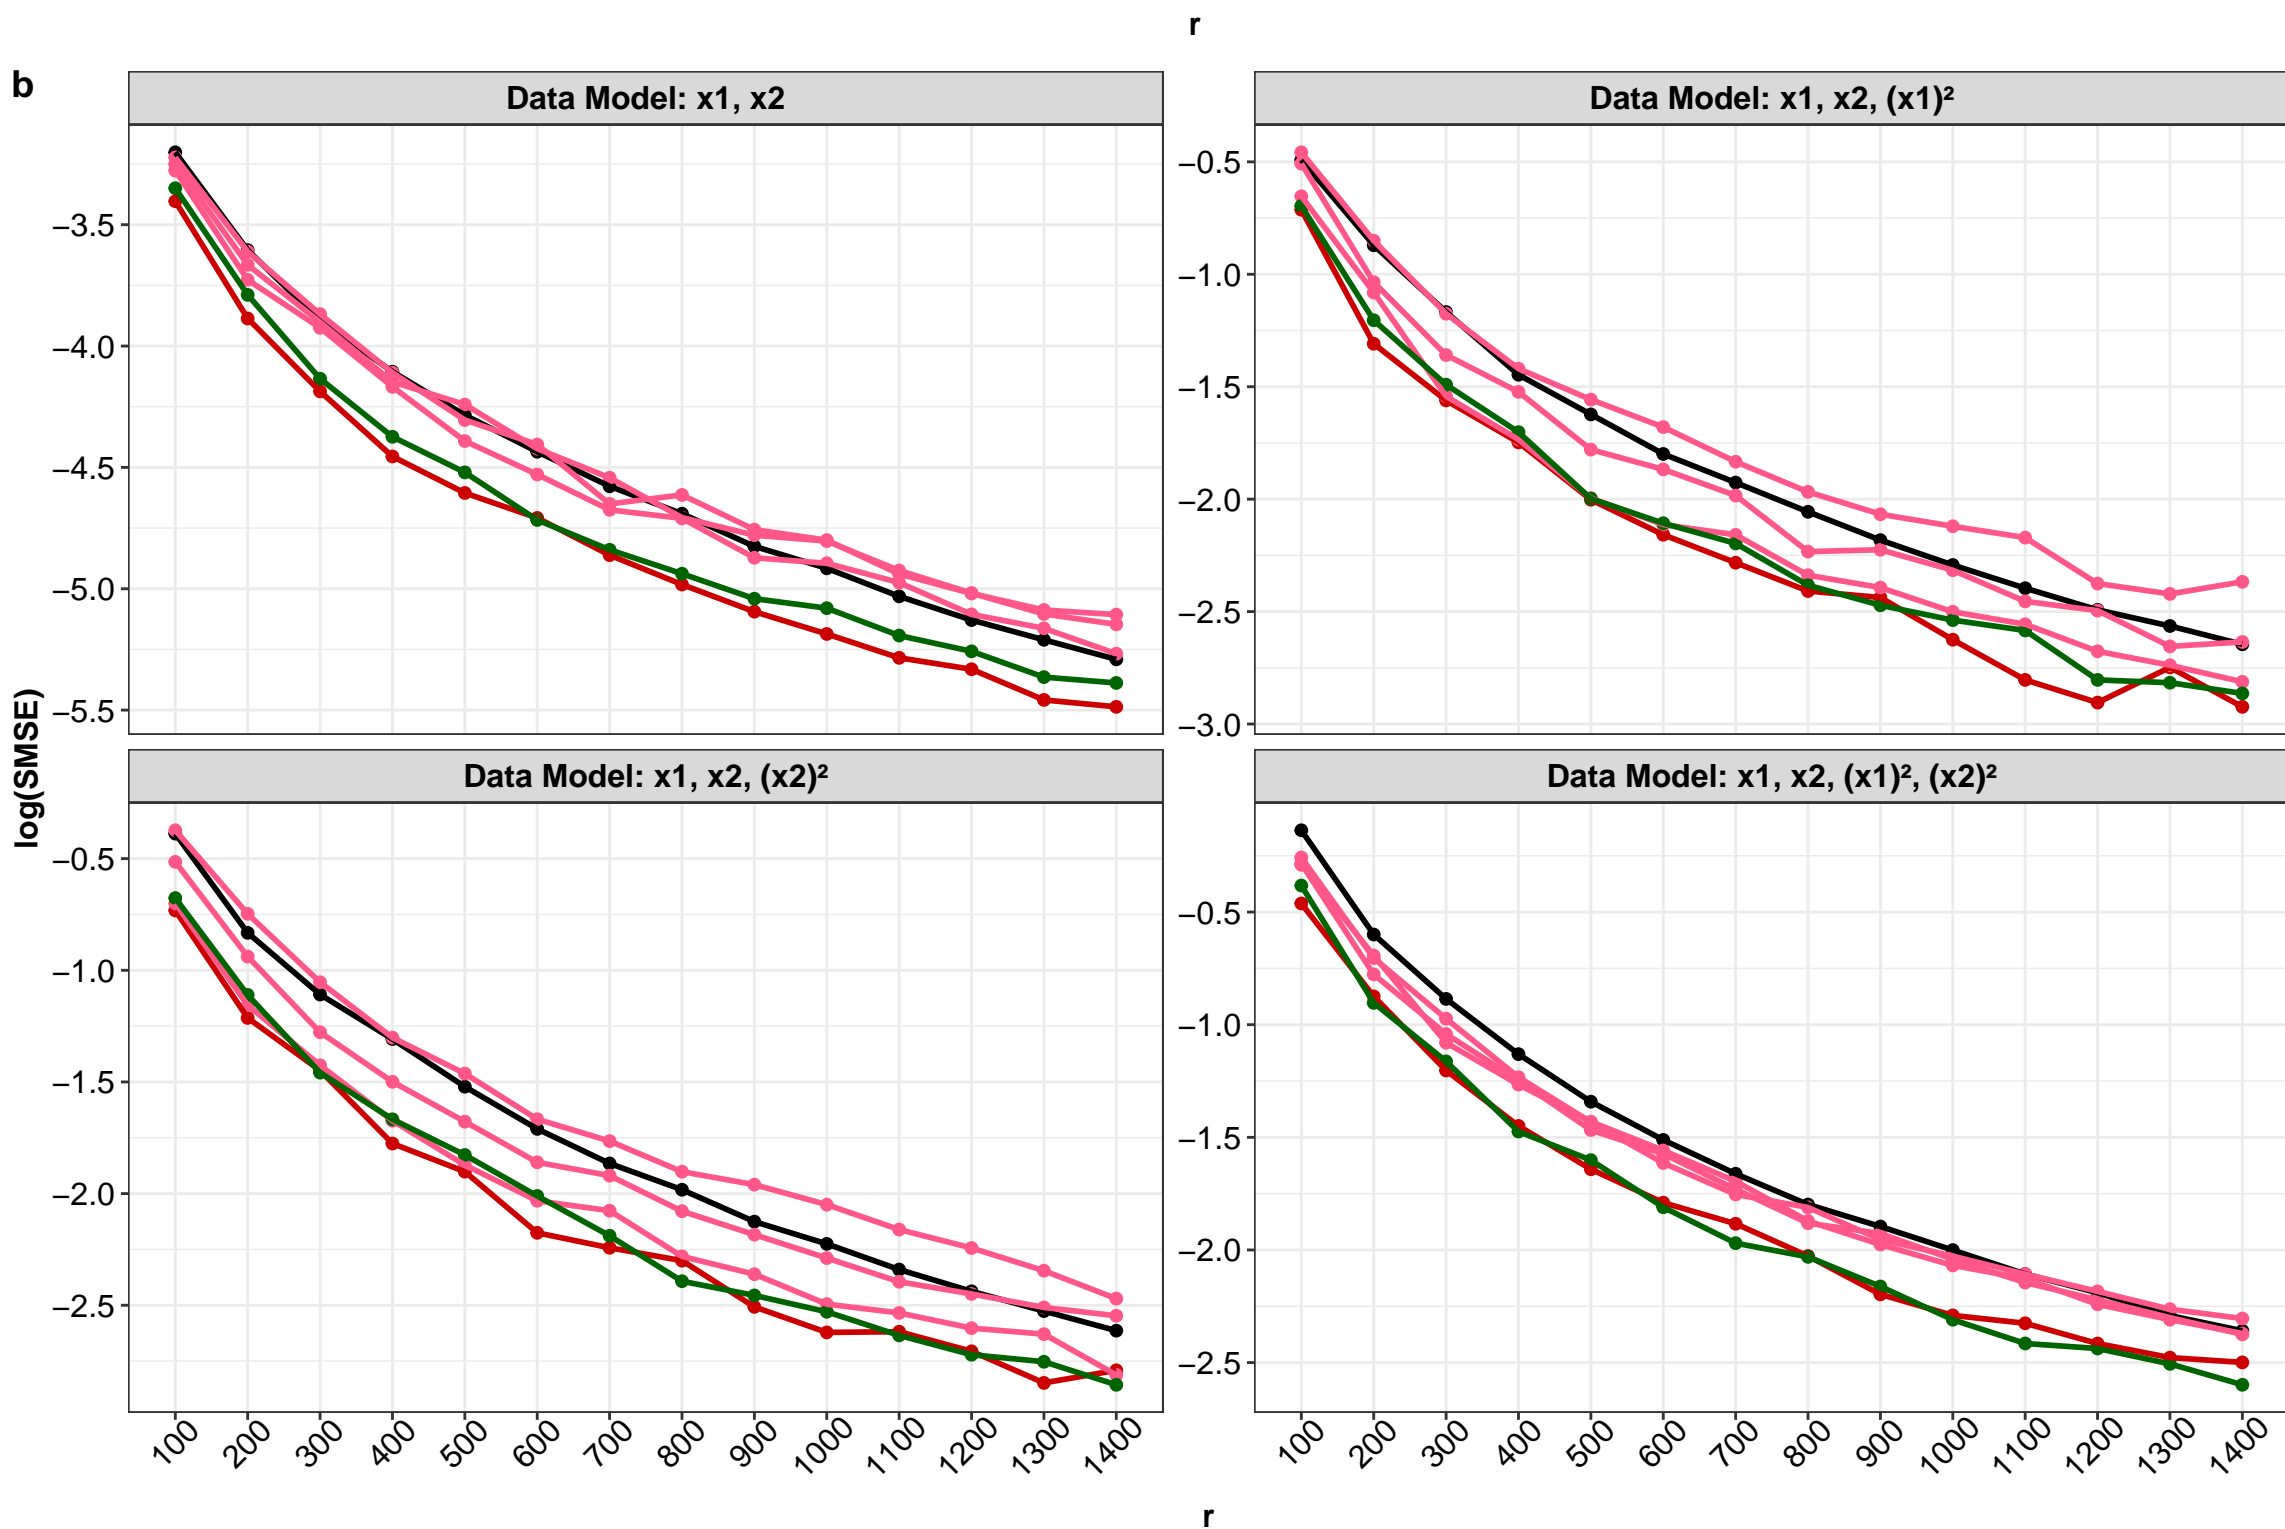 r
b
Data Model: x1, x2
Data Model: x1, x2, (x1)²
−3.5
−4.0
−4.5
−5.0
−5.5
−0.5
−1.0
−1.5
−2.0
−2.5
−3.0
log(SMSE)
Data Model: x1, x2, (x2)²
Data Model: x1, x2, (x1)², (x2)²
−0.5
−1.0
−1.5
−2.0
−2.5
−0.5
−1.0
−1.5
−2.0
−2.5
100 200 300 400 500 600 700 800 900 1000 1100 1200 1300 1400
100 200 300 400 500 600 700 800 900 1000 1100 1200 1300 1400
r